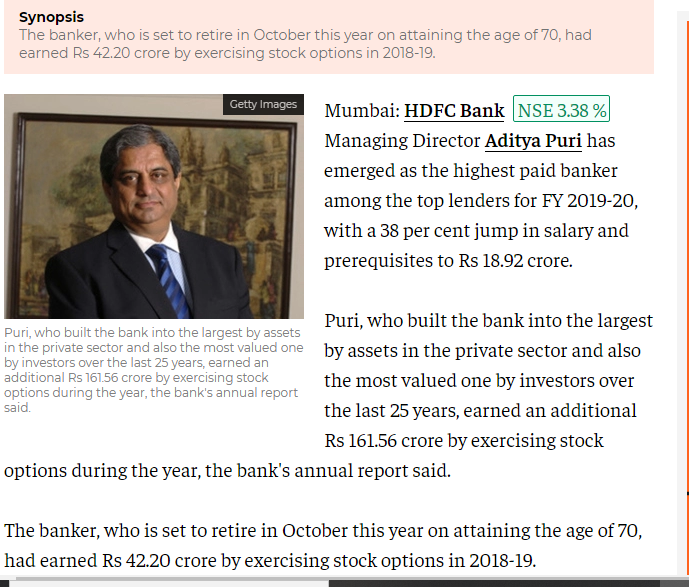 Synopsis
The banker, who is set to retire in October this year on attaining the age of 70, had
earned Rs 42.20 crore by exercising stock options in 2018-19.
Getty Images
Puri, who built the bank into the largest by assets
in the private sector and also the most valued one
by investors over the last 25 years, earned an
additional Rs 161.56 crore by exercising stock
options during the year, the bank's annual report
said.
Mumbai: HDFC Bank NSE 3.38 %
Managing Director Aditya Puri has
emerged as the highest paid banker
among the top lenders for FY 2019-20,
with a 38 per cent jump in salary and
prerequisites to Rs 18.92 crore.
Puri, who built the bank into the largest
by assets in the private sector and also
the most valued one by investors over
the last 25 years, earned an additional
Rs 161.56 crore by exercising stock
options during the year, the bank's annual report said.
The banker, who is set to retire in October this year on attaining the age of 70,
had earned Rs 42.20 crore by exercising stock options in 2018-19.